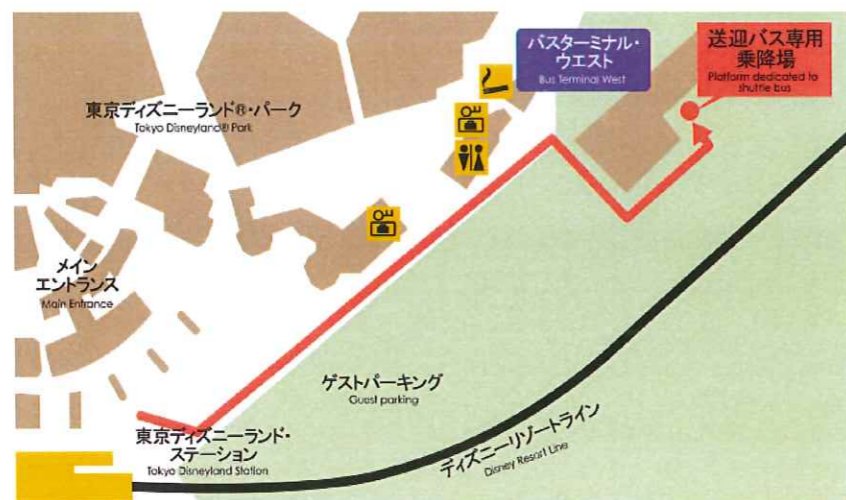 バスターミナル・
ウエスト
Bus Terminal West
送迎バス専用
乗降場
Platform dedicated to
shuttle bus
東京ディズニーランド®・パーク
Tokyo Disneyland® Park
メイン
エントランス
Main Entrance
ゲストパーキング
Guest parking
東京ディズニーランド・
ステーション
Tokyo Disneyland Station
ディズニーリゾートライン
Disney Resort Line